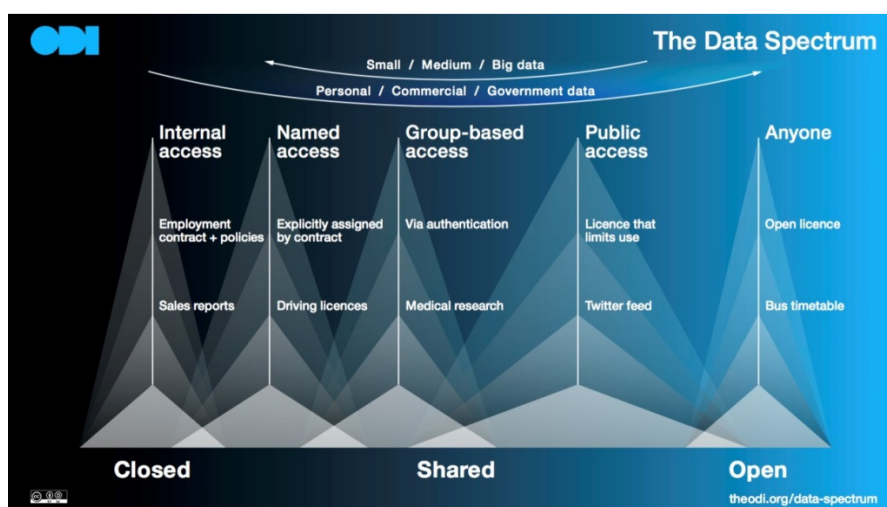 ODI
The Data Spectrum
Small / Medium / Big data
Personal / Commercial / Government data
Internal
access
Named
access
Group-based
access
Public
access
Anyone
Employment
contract + policies
Explicitly assigned
by contract
Via authentication
Licence that
limits use
Open licence
Sales reports
Driving licences
Medical research
Twitter feed
Bus timetable
Closed
Shared
Open
theodi.org/data-spectrum